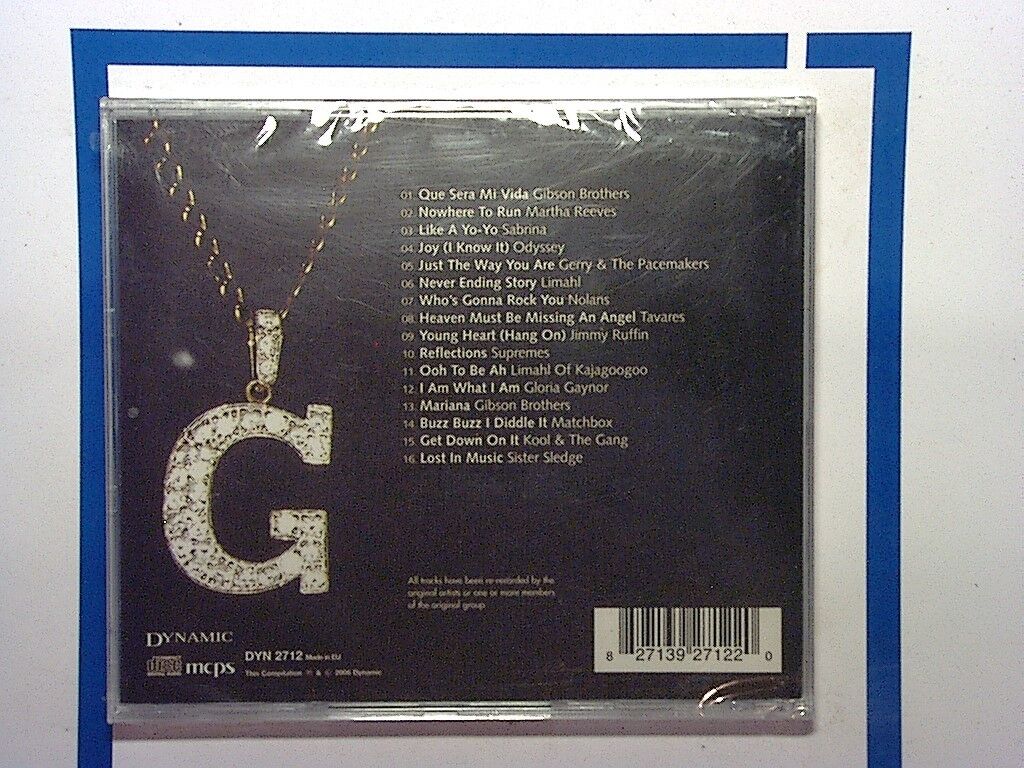 01 Que Sera Mi Vida Gibson Brothers
02 Nowhere To Run Martha Reeves
03 Like A Yo-Yo Sabrina
04 Joy (I Know It) Odyssey
05 Just The Way You Are Gerry & The Pacemakers
06 Never Ending Story Limahl
07 Who's Gonna Rock You Nolans
08 Heaven Must Be Missing An Angel Tavares
09 Young Heart (Hang On) Jimmy Ruffin
10 Reflections Supremes
11 Ooh To Be Ah Limahl Of Kajagoogoo
12 I Am What I Am Gloria Gaynor
13 Mariana Gibson Brothers
14 Buzz Buzz I Diddle It Matchbox
15 Get Down On It Kool & The Gang
16 Lost In Music Sister Sledge
G
All tracks have been re-recorded by the
original artists or one or more members
of the original group
DYNAMIC
disc mcps
DYN 2712 Made in EU
This Compilation ℗ & © 2006 Dynamic
8 27139 27122 0